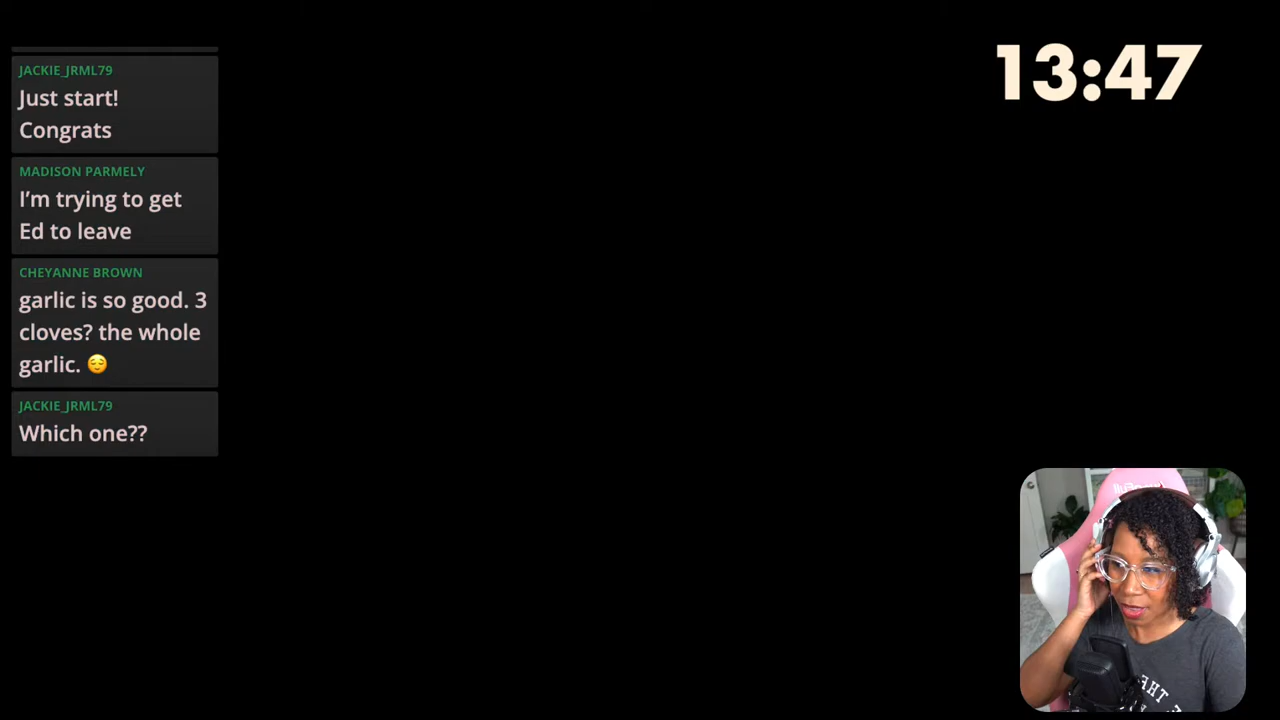 JACKIE_JRML79
Just start!
Congrats
MADISON PARMELY
I'm trying to get
Ed to leave
CHEYANNE BROWN
garlic is so good. 3
cloves? the whole
garlic. 😌
JACKIE_JRML79
Which one??
13:47